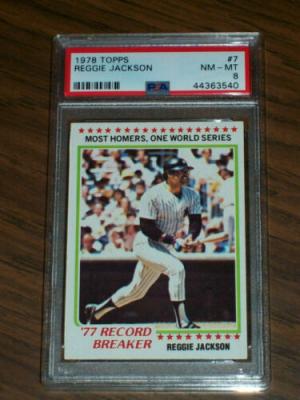 1978 TOPPS #7
REGGIE JACKSON NM - MT
8
PSA 44363540
MOST HOMERS, ONE WORLD SERIES
'77 RECORD
BREAKER REGGIE JACKSON